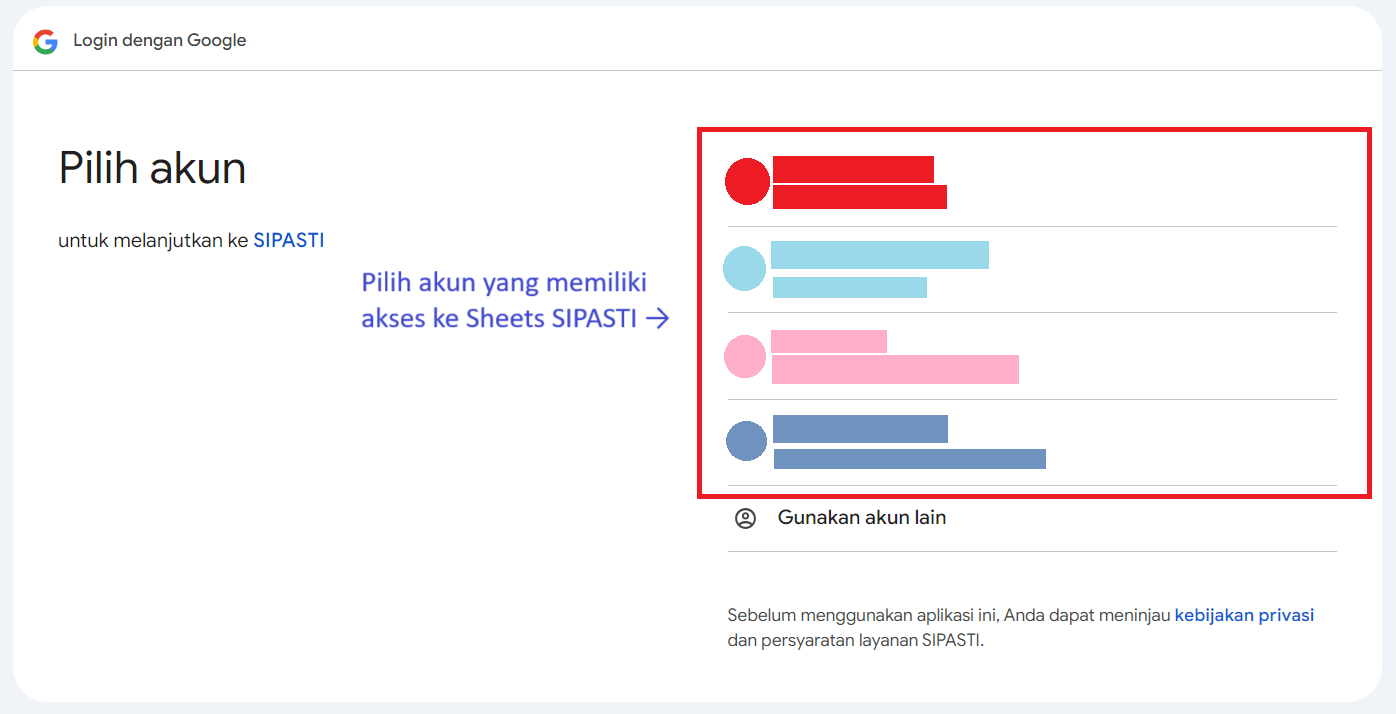 Login dengan Google
Pilih akun
untuk melanjutkan ke SIPASTI
Pilih akun yang memiliki
akses ke Sheets SIPASTI →
Gunakan akun lain
Sebelum menggunakan aplikasi ini, Anda dapat meninjau kebijakan privasi
dan persyaratan layanan SIPASTI.